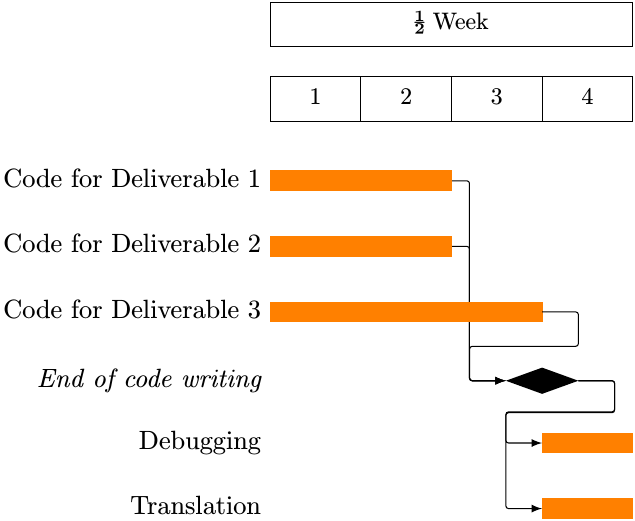 ½ Week
1 2 3 4
Code for Deliverable 1
Code for Deliverable 2
Code for Deliverable 3
End of code writing
Debugging
Translation